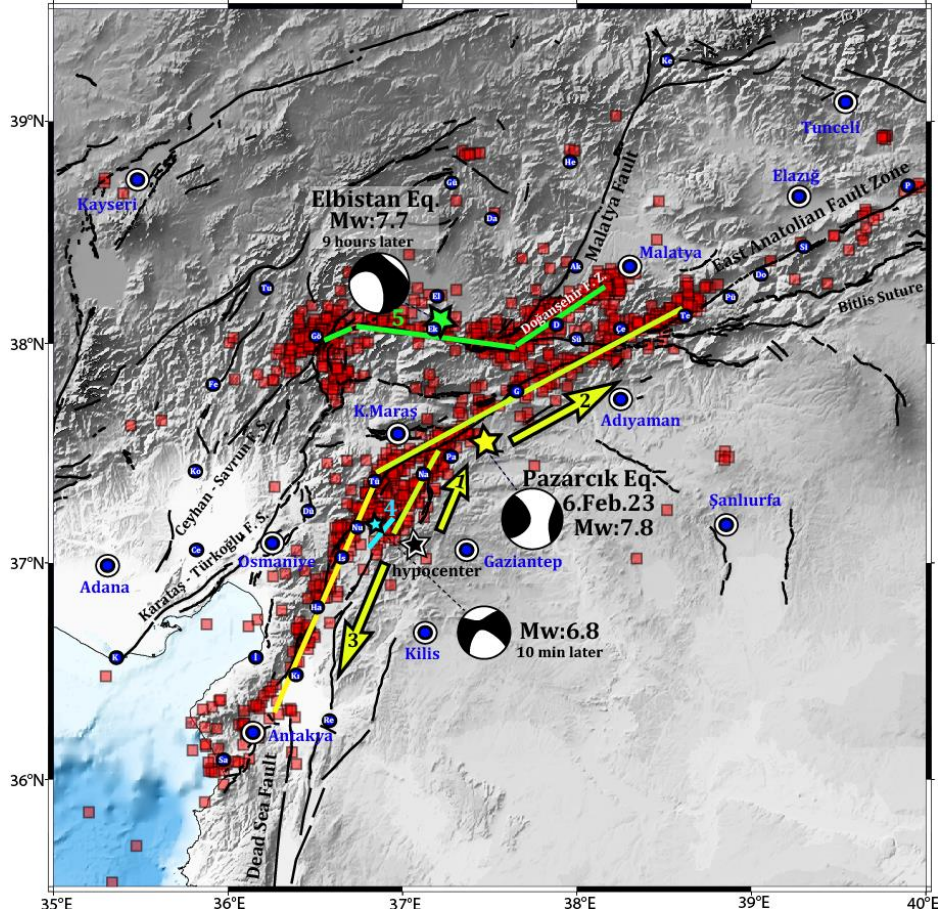 39°N
38°N
37°N
36°N
35°E
36°E
37°E
38°E
39°E
40°E
Ke
Tunceli
He
Elazığ
Kayseri
Gü
P
Elbistan Eq.
Mw:7.7
9 hours later
Da
Malatya Fault
East Anatolian Fault Zone
Si
Ak
Malatya
Do
Tu
El
Pü
Bitlis Suture
Doğanşehir F. Z.
5
Ek
D
Çe
Te
Gö
Sü
Fe
G
2
K.Maraş
Adıyaman
Pa
Ko
Ceyhan - Savrun F. S.
Tü
Na
1
Pazarcık Eq.
6.Feb.23
Mw:7.8
Dü
4
Şanlıurfa
Nu
Ce
Osmaniye
İs
hypocenter
Gaziantep
Adana
Karataş - Türkoğlu F. S.
Ha
3
Mw:6.8
10 min later
Kilis
K
İ
Kı
Re
Antakya
Sa
Dead Sea Fault